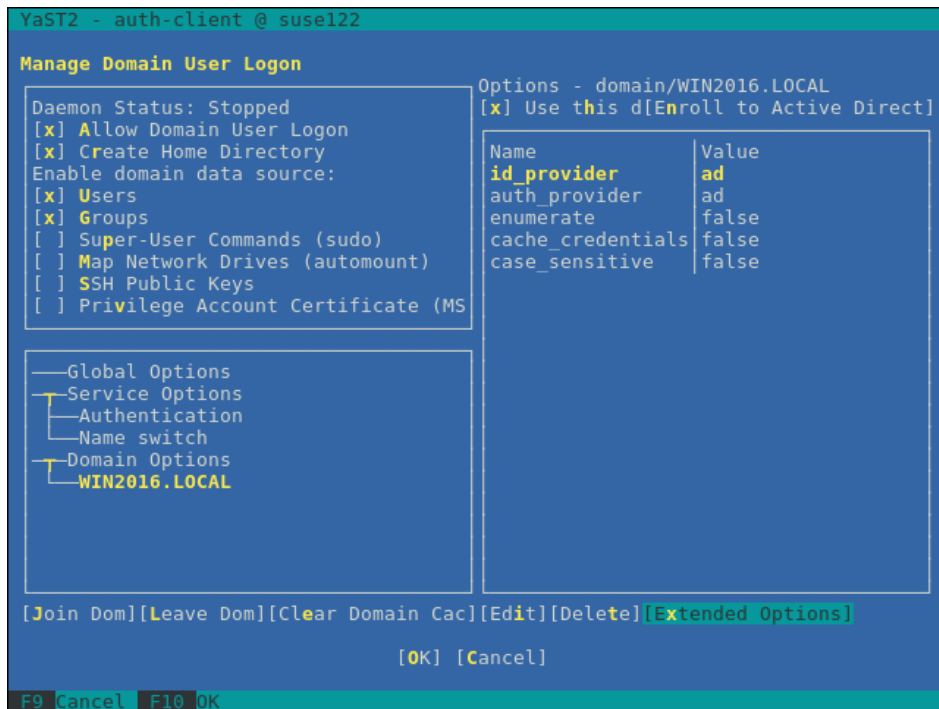 YaST2 - auth-client @ suse122
Manage Domain User Logon
Daemon Status: Stopped
[x] Allow Domain User Logon
[x] Create Home Directory
Enable domain data source:
[x] Users
[x] Groups
[ ] Super-User Commands (sudo)
[ ] Map Network Drives (automount)
[ ] SSH Public Keys
[ ] Privilege Account Certificate (MS
Global Options
Service Options
Authentication
Name switch
Domain Options
WIN2016.LOCAL
Options - domain/WIN2016.LOCAL
[x] Use this d[Enroll to Active Direct]
Name Value
id_provider ad
auth_provider ad
enumerate false
cache_credentials false
case_sensitive false
[Join Dom][Leave Dom][Clear Domain Cac][Edit][Delete][Extended Options]
[OK] [Cancel]
F9 Cancel F10 OK